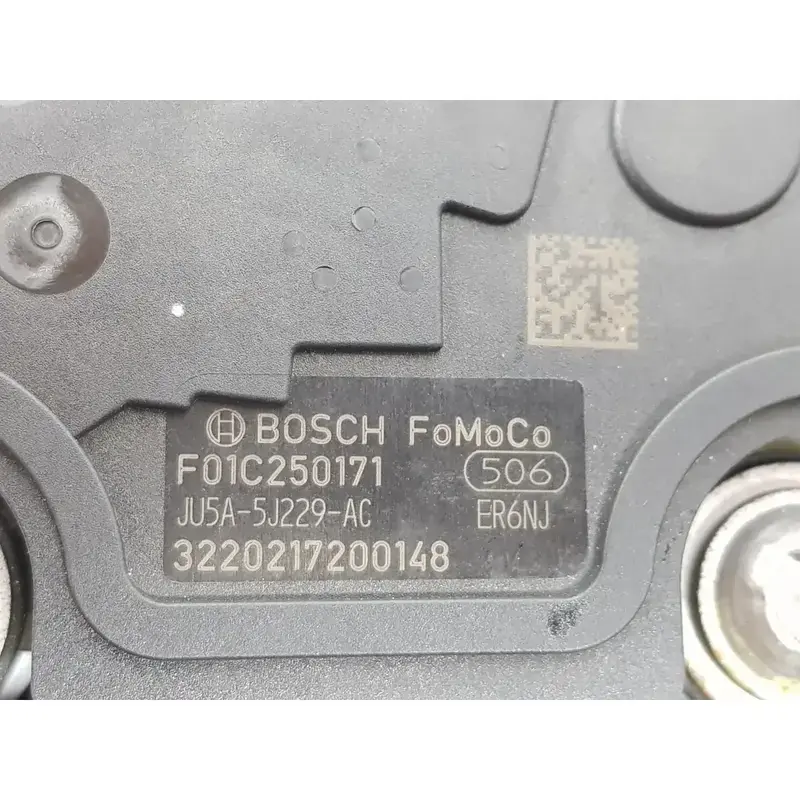 BOSCH FoMoCo
F01C250171 506
JU5A-5J229-AC ER6NJ
3220217200148